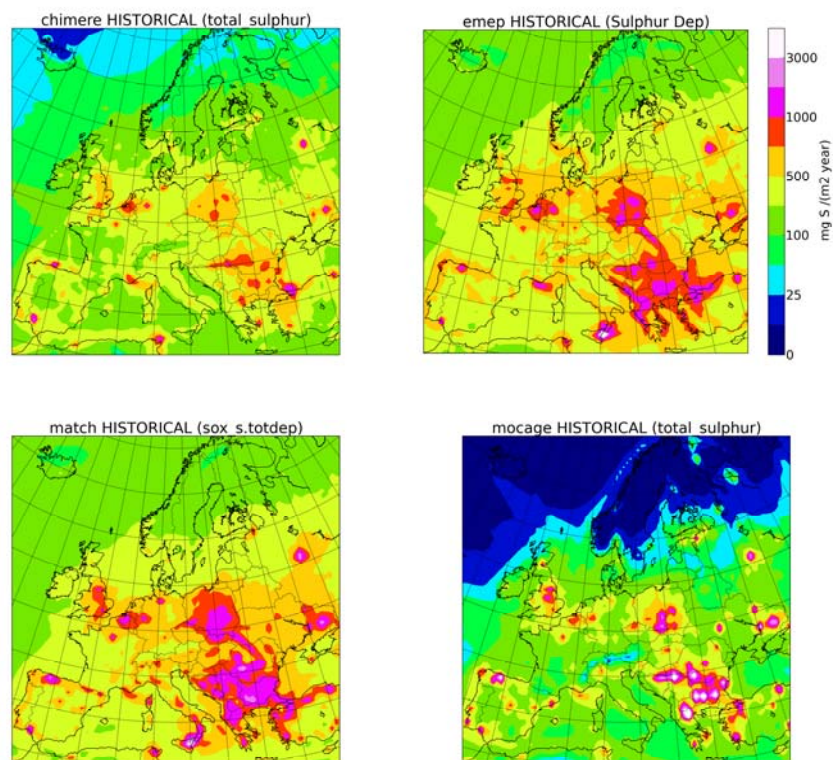 chimere HISTORICAL (total_sulphur)
emep HISTORICAL (Sulphur Dep)
3000
1000
500
100
25
0
mg S /(m2 year)
match HISTORICAL (sox_s.totdep)
mocage HISTORICAL (total_sulphur)